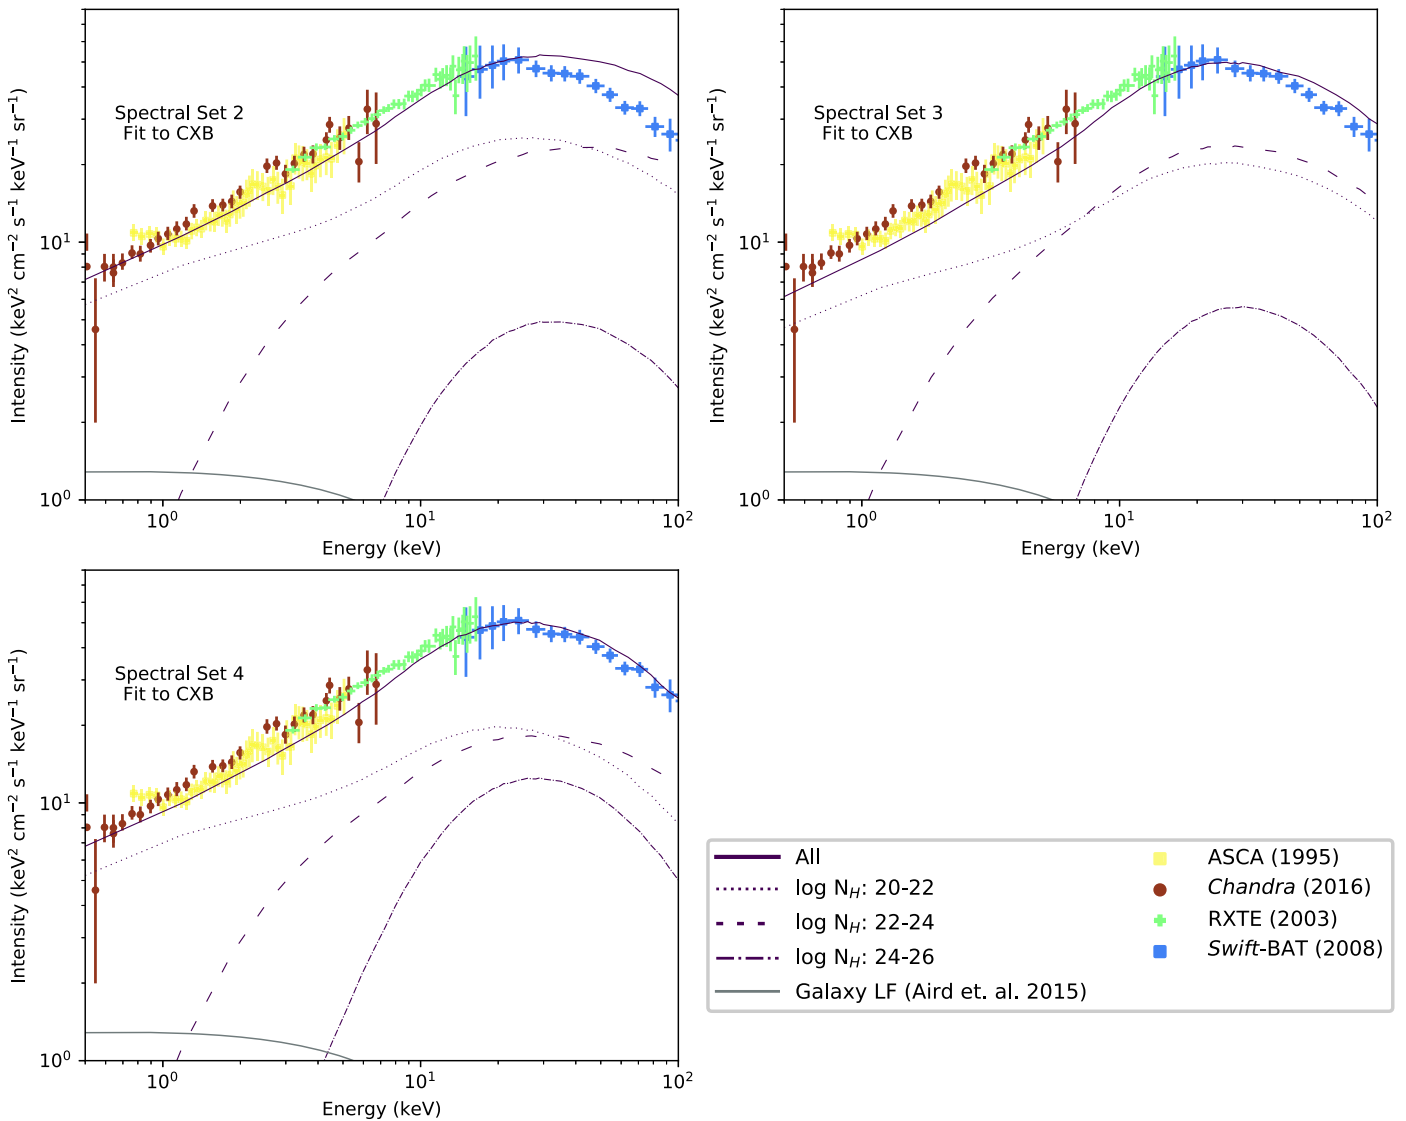 Spectral Set 2
Fit to CXB
Intensity (keV² cm⁻² s⁻¹ keV⁻¹ sr⁻¹)
10¹
10⁰
10⁰ 10¹ 10²
Energy (keV)
Spectral Set 3
Fit to CXB
Intensity (keV² cm⁻² s⁻¹ keV⁻¹ sr⁻¹)
10¹
10⁰
10⁰ 10¹ 10²
Energy (keV)
Spectral Set 4
Fit to CXB
Intensity (keV² cm⁻² s⁻¹ keV⁻¹ sr⁻¹)
10¹
10⁰
10⁰ 10¹ 10²
Energy (keV)
All
log N_H: 20-22
log N_H: 22-24
log N_H: 24-26
Galaxy LF (Aird et. al. 2015)
ASCA (1995)
Chandra (2016)
RXTE (2003)
Swift-BAT (2008)